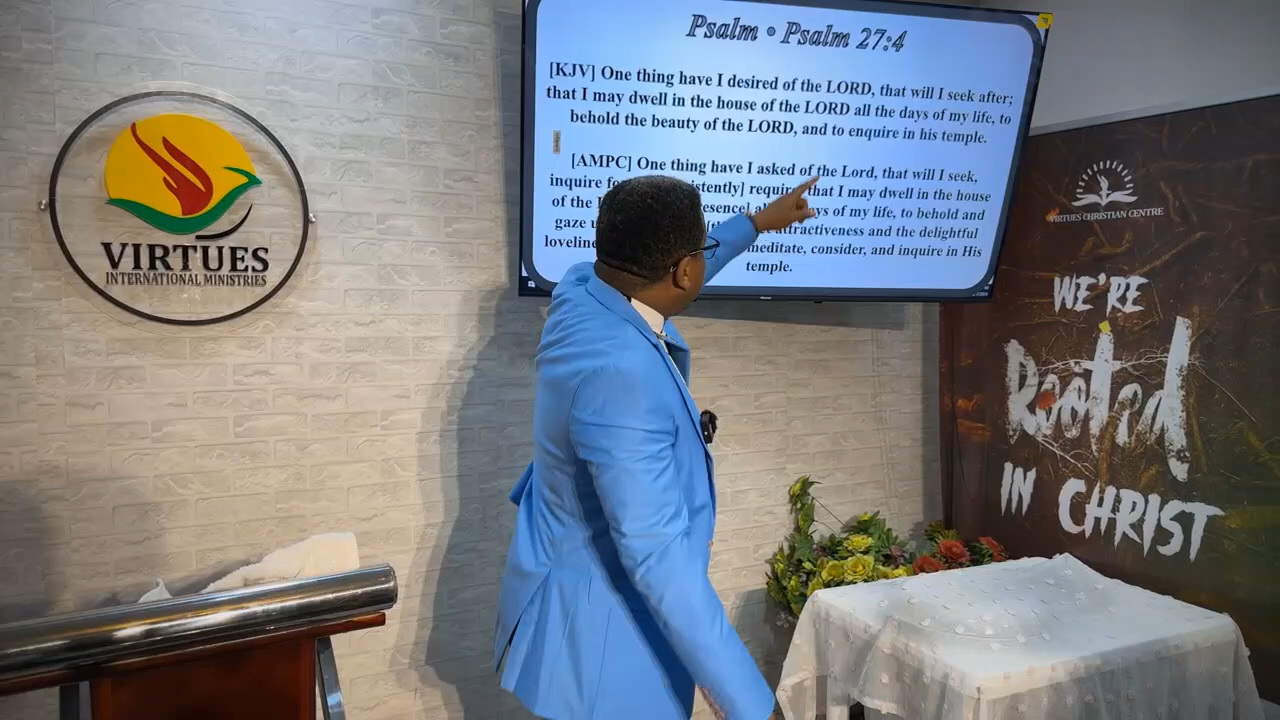 VIRTUES
INTERNATIONAL MINISTRIES
Psalm • Psalm 27:4
[KJV] One thing have I desired of the LORD, that will I seek after;
that I may dwell in the house of the LORD all the days of my life, to
behold the beauty of the LORD, and to enquire in his temple.
[AMPC] One thing have I asked of the Lord, that will I seek,
inquire that I may dwell in the house
of the of my life, to behold and
gaze attractiveness and the delightful
meditate, consider, and inquire in His
temple.
VIRTUES CHRISTIAN CENTRE
WE'RE
Rooted
IN CHRIST